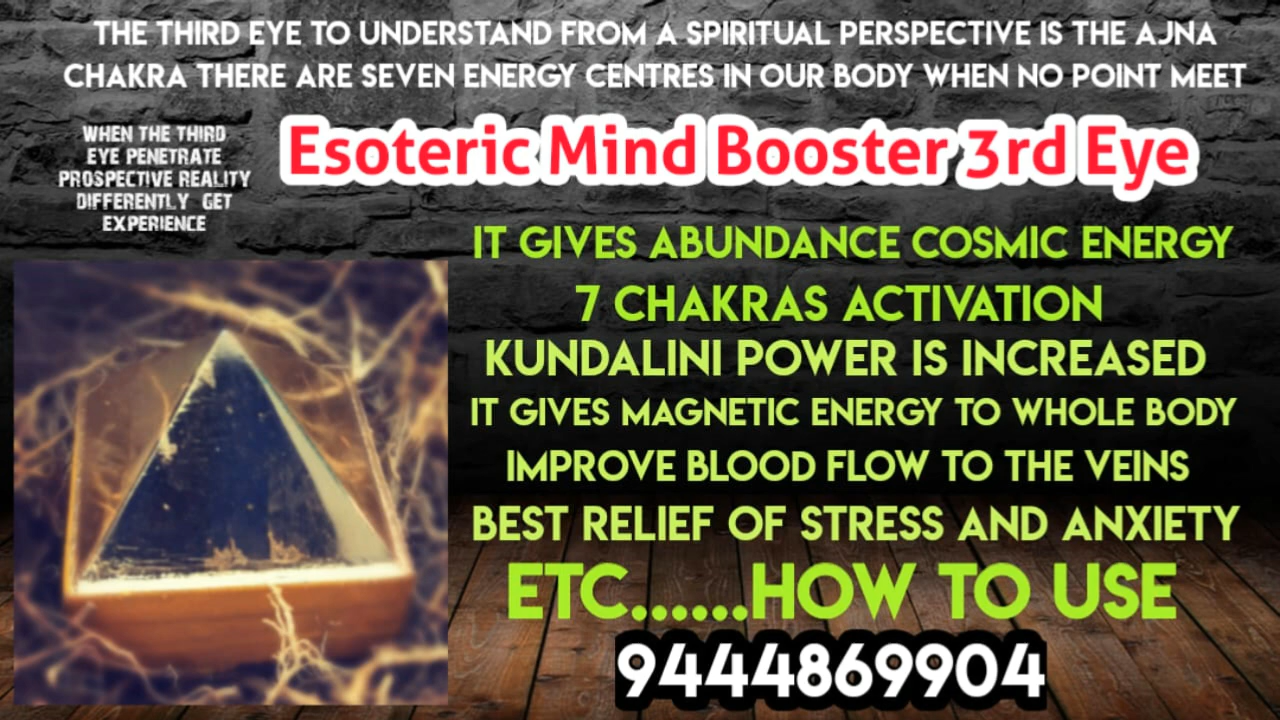 THE THIRD EYE TO UNDERSTAND FROM A SPIRITUAL PERSPECTIVE IS THE AJNA
CHAKRA THERE ARE SEVEN ENERGY CENTRES IN OUR BODY WHEN NO POINT MEET
WHEN THE THIRD
EYE PENETRATE
PROSPECTIVE REALITY
DIFFERENTLY GET
EXPERIENCE
Esoteric Mind Booster 3rd Eye
IT GIVES ABUNDANCE COSMIC ENERGY
7 CHAKRAS ACTIVATION
KUNDALINI POWER IS INCREASED
IT GIVES MAGNETIC ENERGY TO WHOLE BODY
IMPROVE BLOOD FLOW TO THE VEINS
BEST RELIEF OF STRESS AND ANXIETY
ETC......HOW TO USE
9444869904